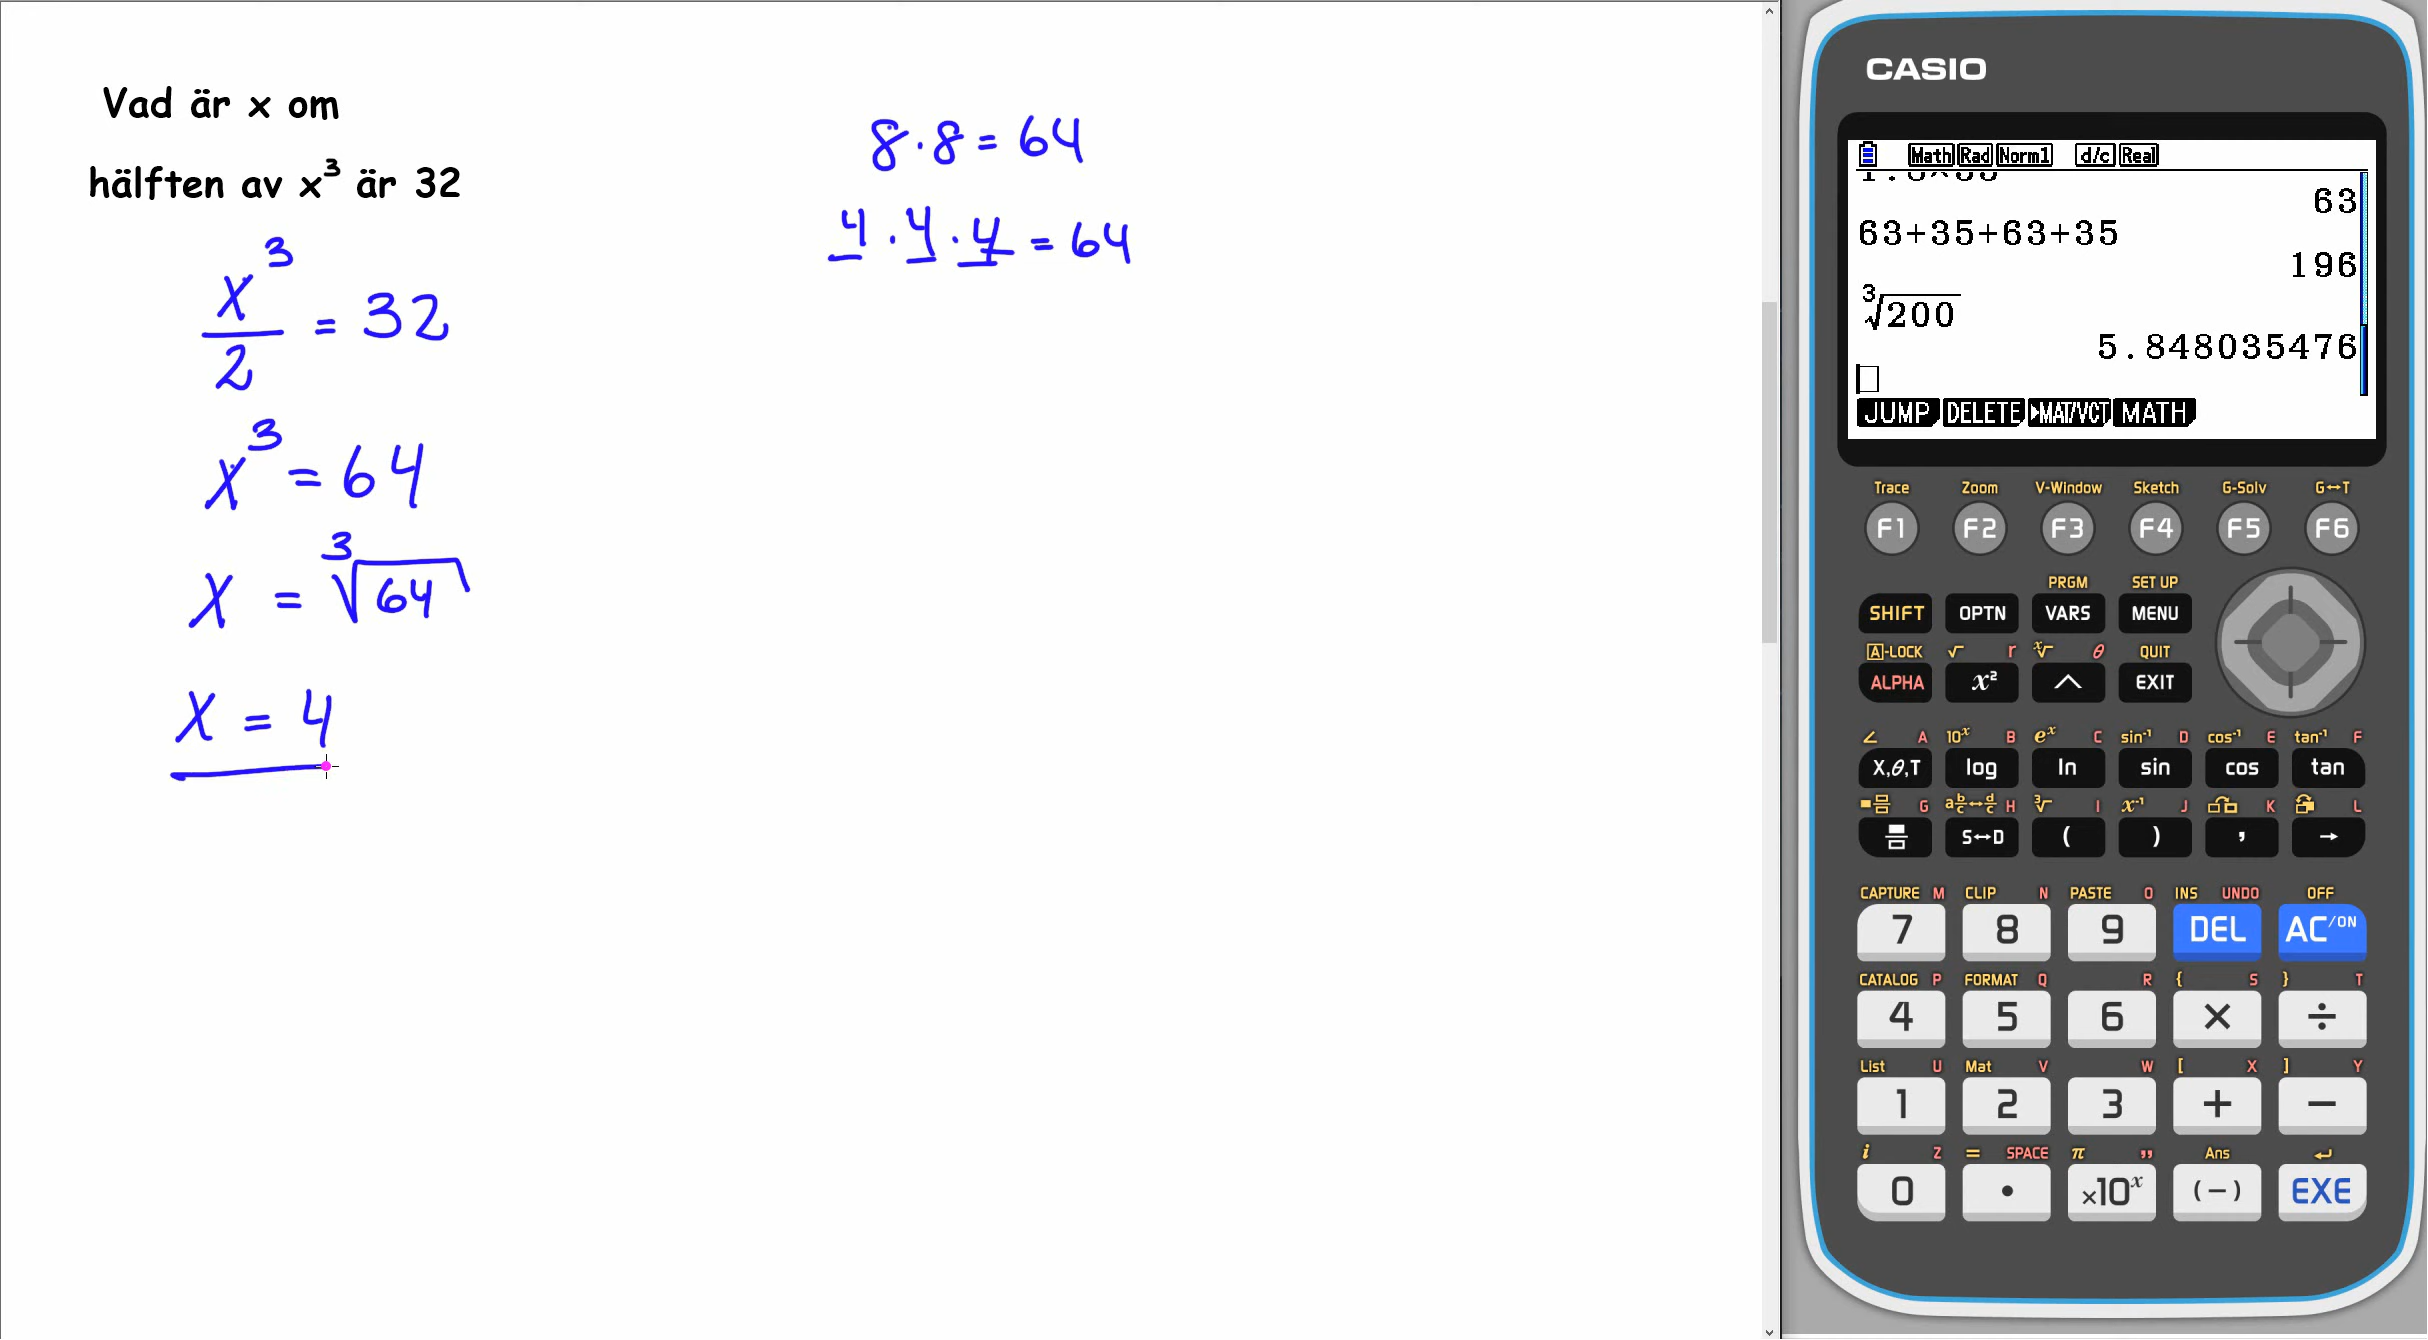 Vad är x om
hälften av x³ är 32
x³/2 = 32
x³ = 64
x = ³√64
x = 4
8·8 = 64
4·4·4 = 64
CASIO
Math Rad Norm1 d/c Real
63
63+35+63+35
196
³√200
5.848035476
JUMP DELETE ▶MAT/VCT MATH
Trace Zoom V-Window Sketch G-Solv G↔T
F1 F2 F3 F4 F5 F6
PRGM SET UP
SHIFT OPTN VARS MENU
A-LOCK √ r ˣ√ θ QUIT
ALPHA x² ^ EXIT
∠ A 10ˣ B eˣ C sin⁻¹ D cos⁻¹ E tan⁻¹ F
X,θ,T log ln sin cos tan
G a b/c↔d/c H ³√ I x⁻¹ J K L
S↔D ( ) , →
CAPTURE M CLIP N PASTE O INS UNDO OFF
7 8 9 DEL AC/ON
CATALOG P FORMAT Q R { S } T
4 5 6 × ÷
List U Mat V W [ X ] Y
1 2 3 + −
i Z = SPACE π " Ans ↵
0 • ×10ˣ (−) EXE